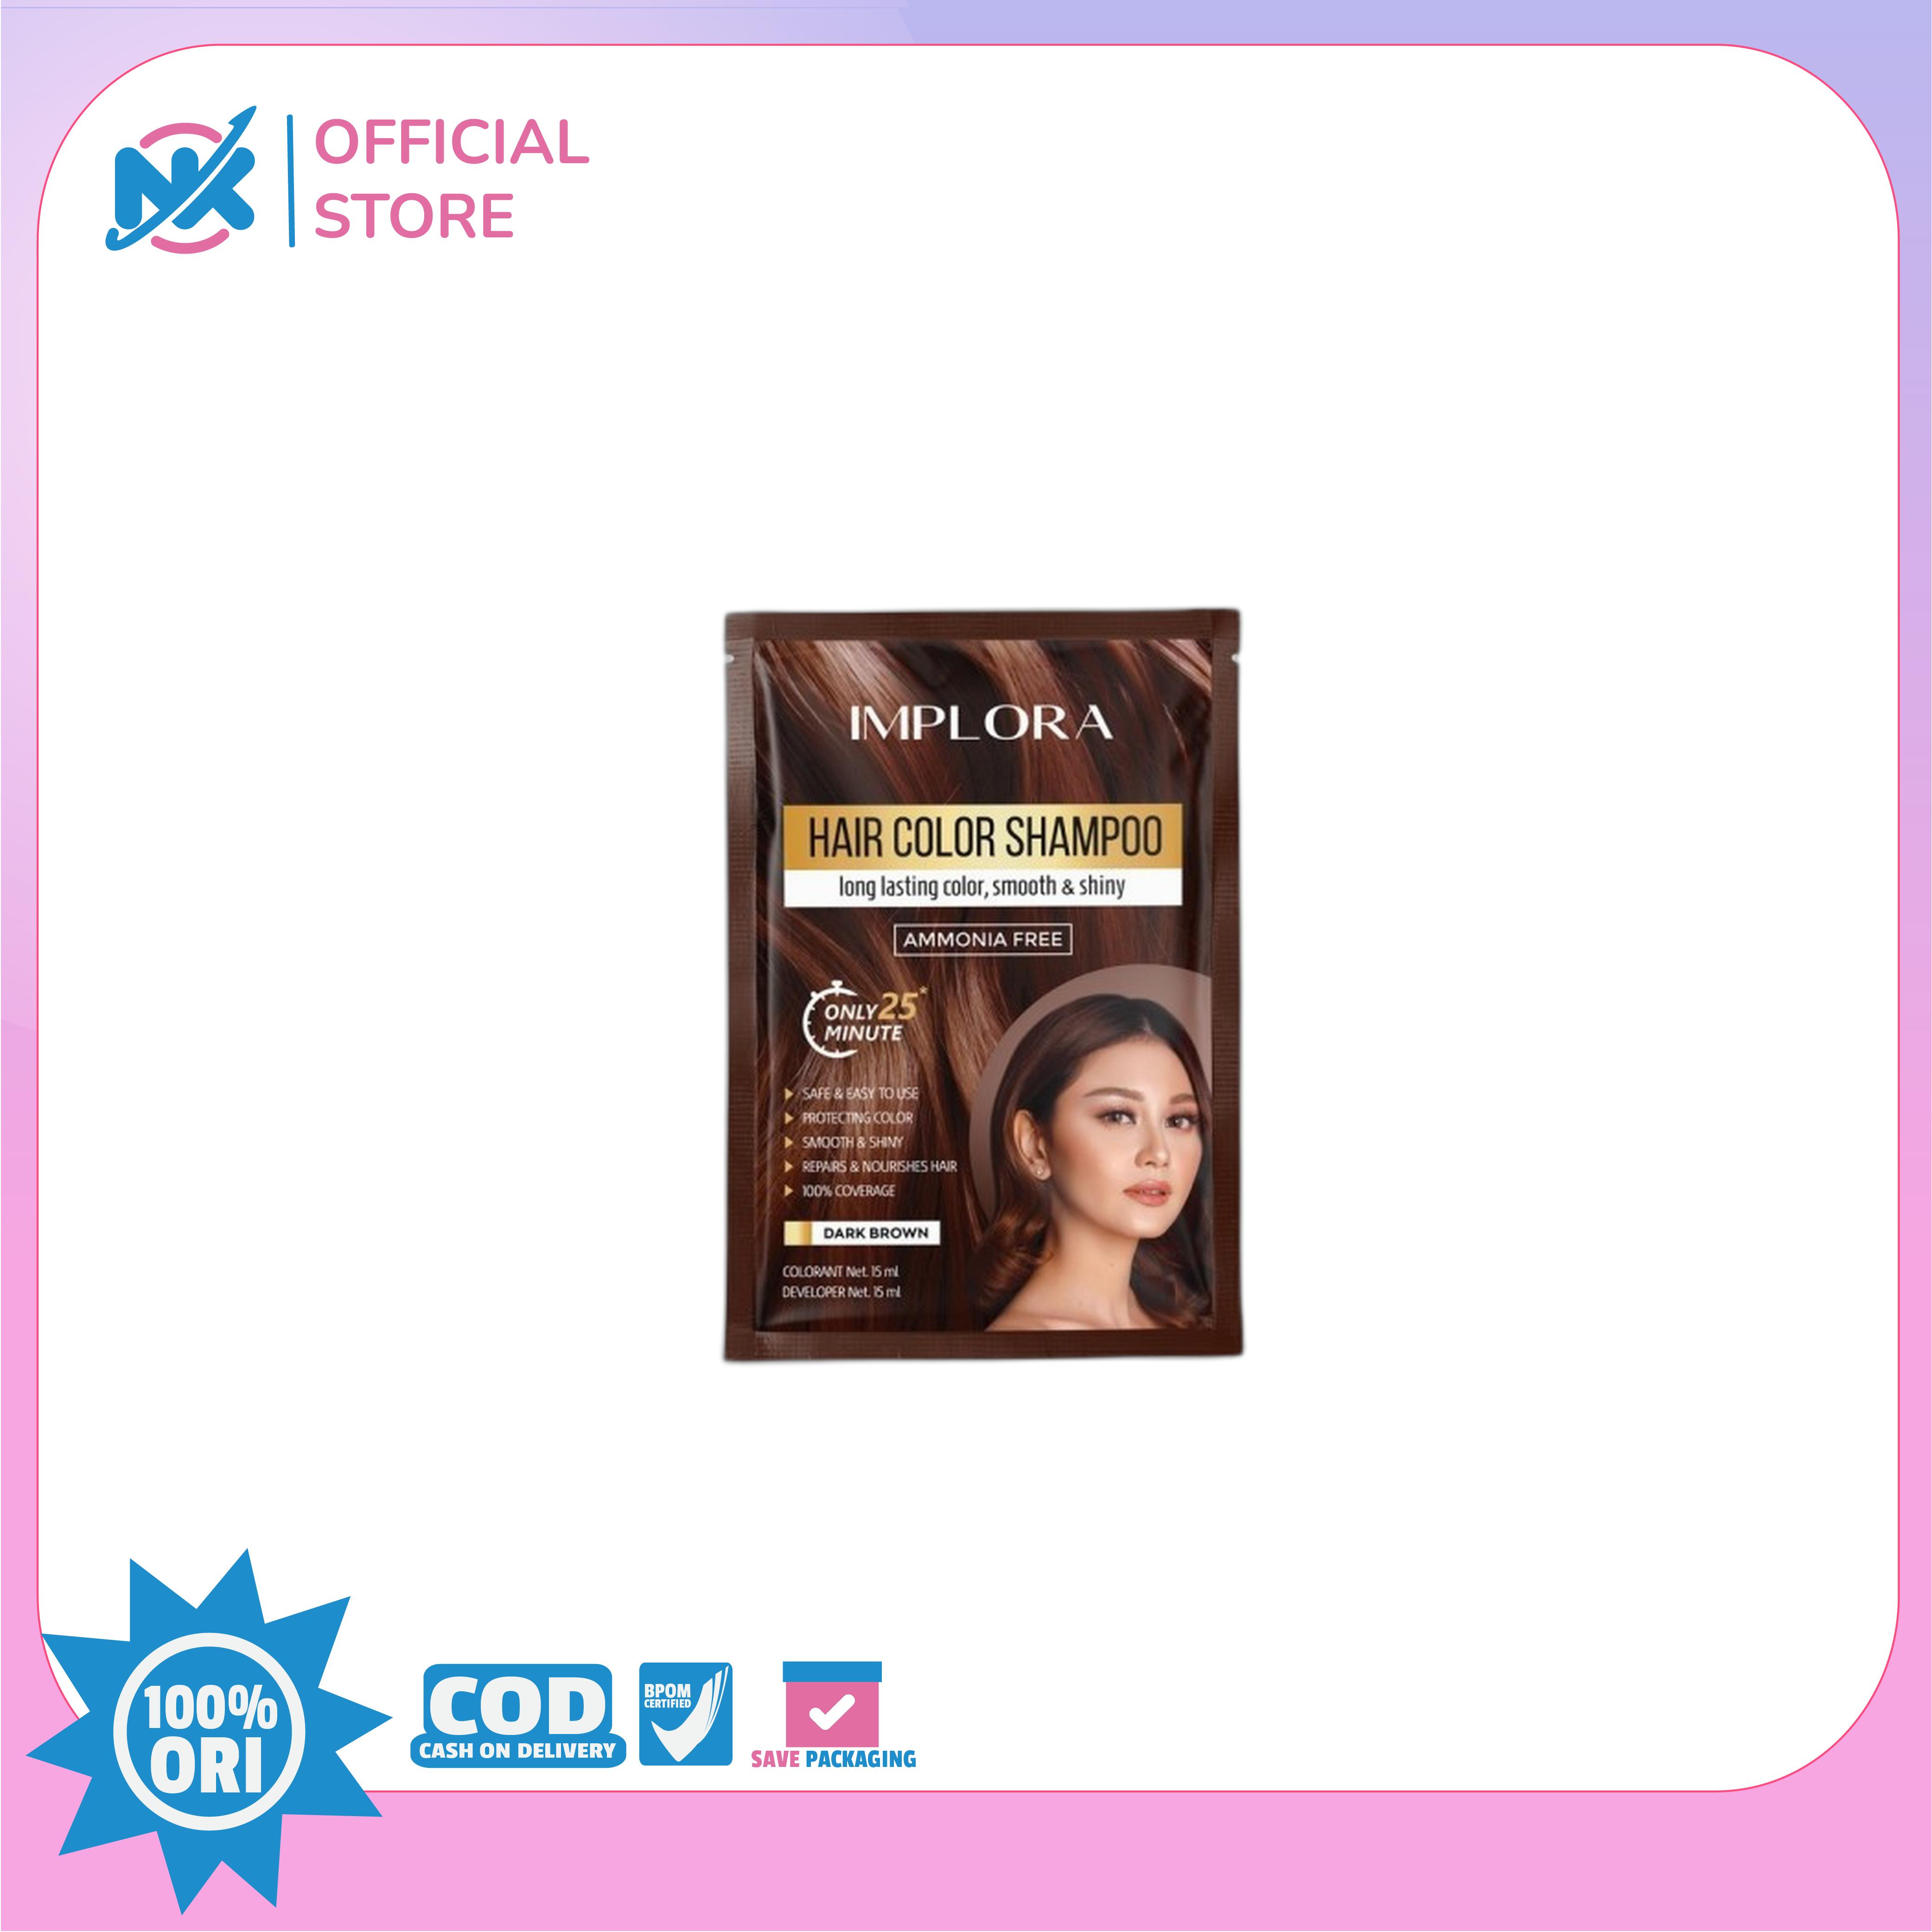 NK
OFFICIAL
STORE
IMPLORA
HAIR COLOR SHAMPOO
long lasting color, smooth & shiny
AMMONIA FREE
ONLY 25*
MINUTE
SAFE & EASY TO USE
PROTECTING COLOR
SMOOTH & SHINY
REPAIRS & NOURISHES HAIR
100% COVERAGE
DARK BROWN
COLORANT Net. 15 ml
DEVELOPER Net. 15 ml
100%
ORI
COD
CASH ON DELIVERY
BPOM
CERTIFIED
SAVE PACKAGING